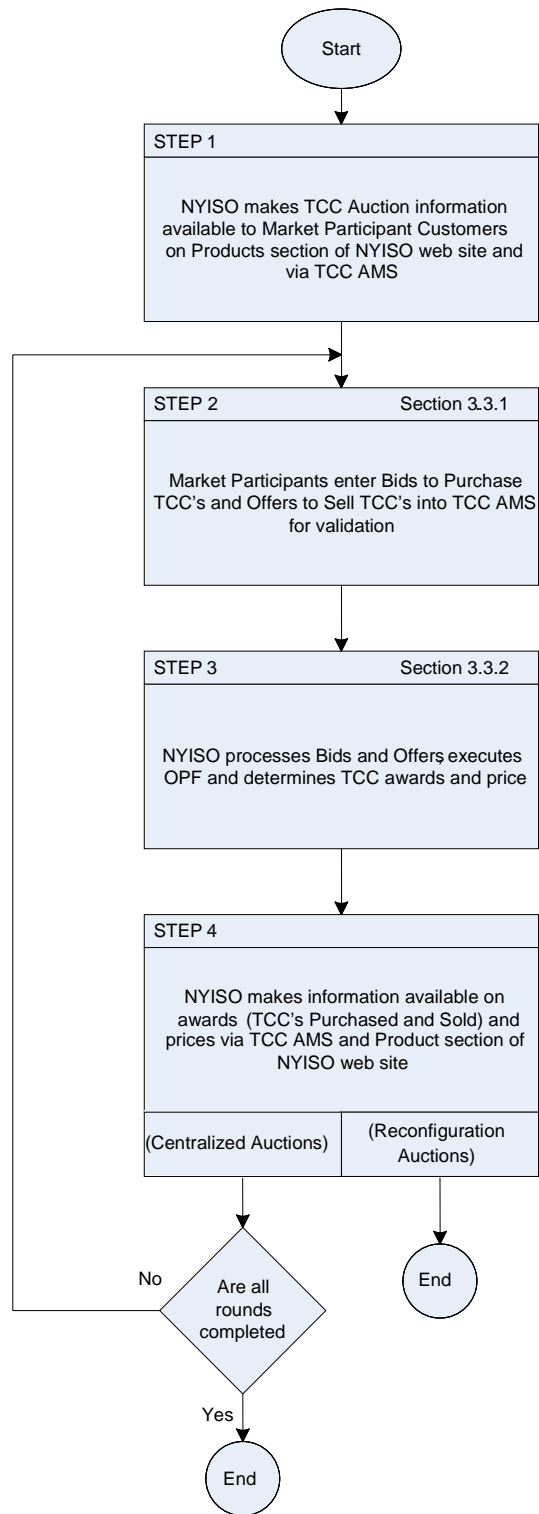 Start
STEP 1
NYISO makes TCC Auction information
available to Market Participant Customers
on Products section of NYISO web site and
via TCC AMS
STEP 2 Section 3.3.1
Market Participants enter Bids to Purchase
TCC's and Offers to Sell TCC's into TCC AMS
for validation
STEP 3 Section 3.3.2
NYISO processes Bids and Offers, executes
OPF and determines TCC awards and price
STEP 4
NYISO makes information available on
awards (TCC's Purchased and Sold) and
prices via TCC AMS and Product section of
NYISO web site
(Centralized Auctions)
(Reconfiguration
Auctions)
No
Are all
rounds
completed
End
Yes
End